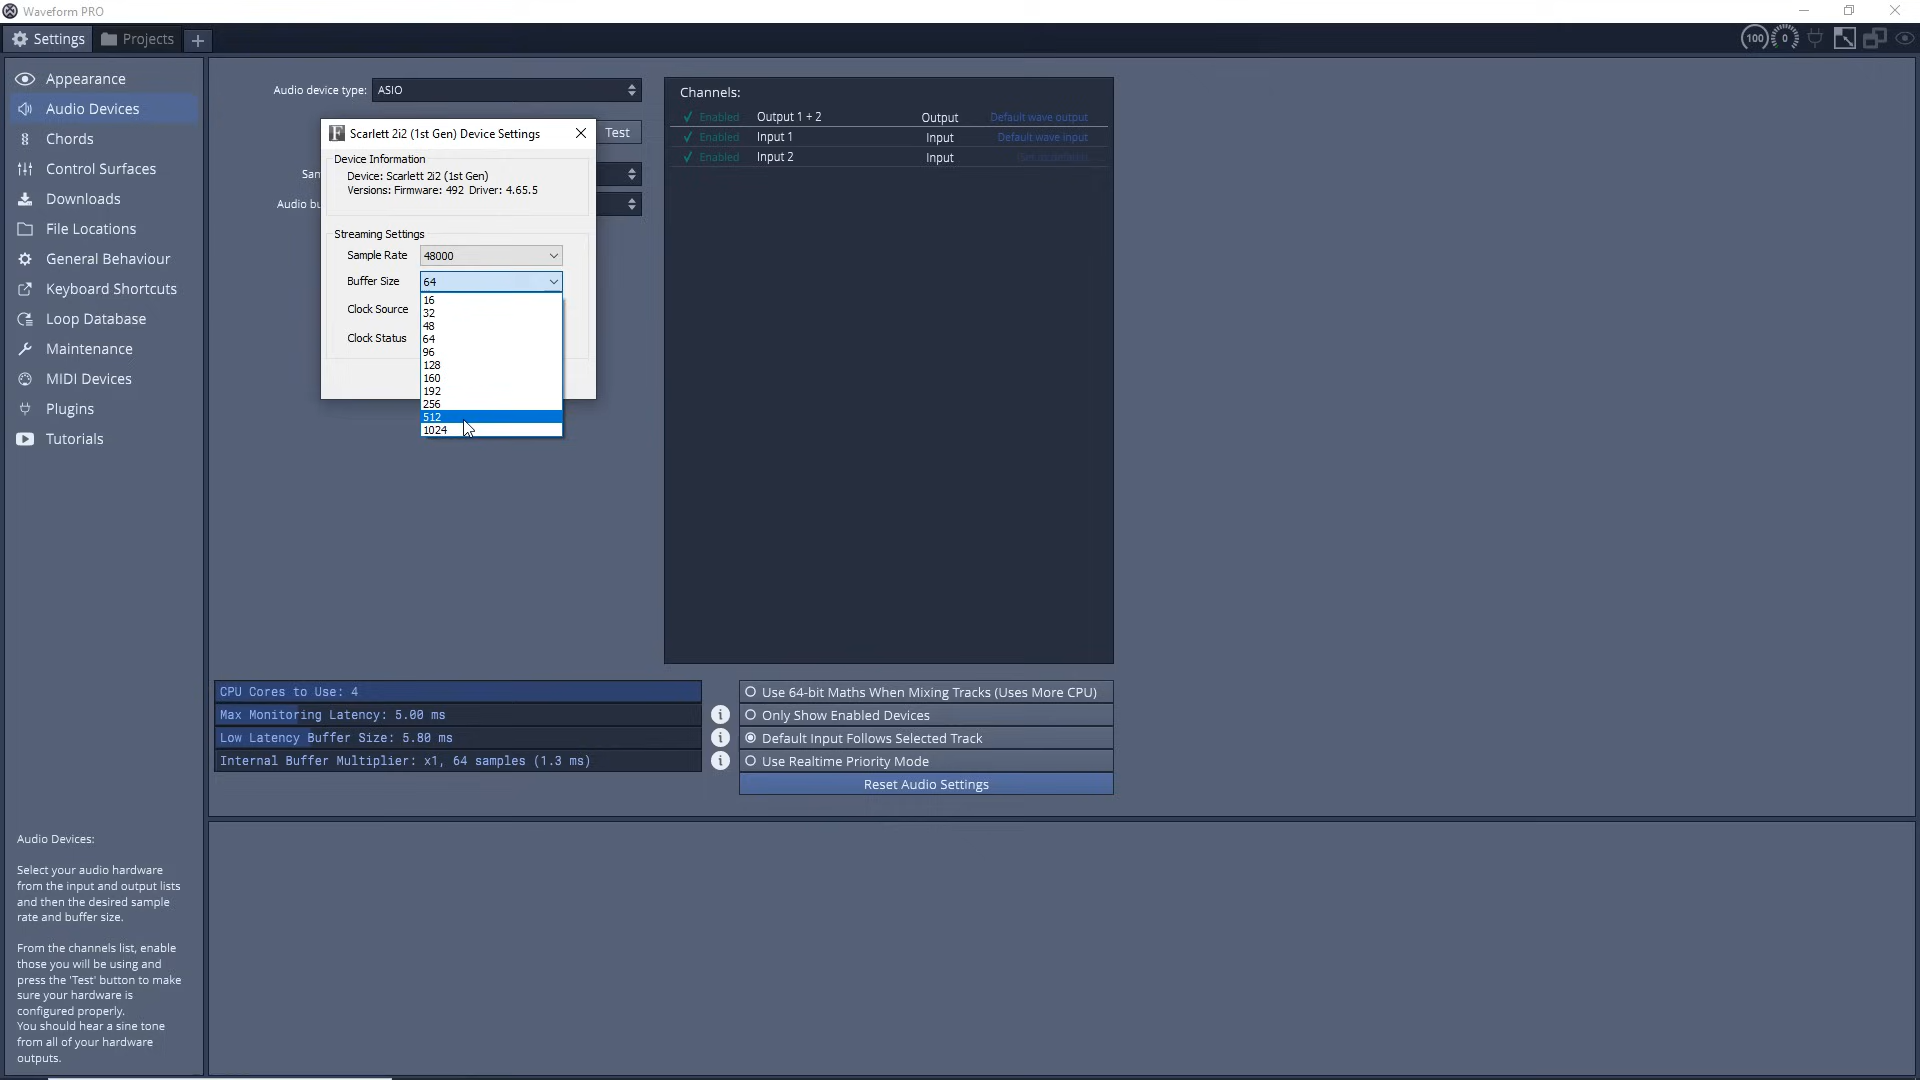 Waveform PRO
Settings
Projects
100
0
Appearance
Audio Devices
Chords
Control Surfaces
Downloads
File Locations
General Behaviour
Keyboard Shortcuts
Loop Database
Maintenance
MIDI Devices
Plugins
Tutorials
Audio device type: ASIO
Test
San
Audio bu
Scarlett 2i2 (1st Gen) Device Settings
Device Information
Device: Scarlett 2i2 (1st Gen)
Versions: Firmware: 492 Driver: 4.65.5
Streaming Settings
Sample Rate 48000
Buffer Size 64
Clock Source
Clock Status
16
32
48
64
96
128
160
192
256
512
1024
Channels:
Enabled Output 1 + 2 Output Default wave output
Enabled Input 1 Input Default wave input
Enabled Input 2 Input
CPU Cores to Use: 4
Max Monitoring Latency: 5.00 ms
Low Latency Buffer Size: 5.80 ms
Internal Buffer Multiplier: x1, 64 samples (1.3 ms)
Use 64-bit Maths When Mixing Tracks (Uses More CPU)
Only Show Enabled Devices
Default Input Follows Selected Track
Use Realtime Priority Mode
Reset Audio Settings
Audio Devices:
Select your audio hardware
from the input and output lists
and then the desired sample
rate and buffer size.
From the channels list, enable
those you will be using and
press the 'Test' button to make
sure your hardware is
configured properly.
You should hear a sine tone
from all of your hardware
outputs.